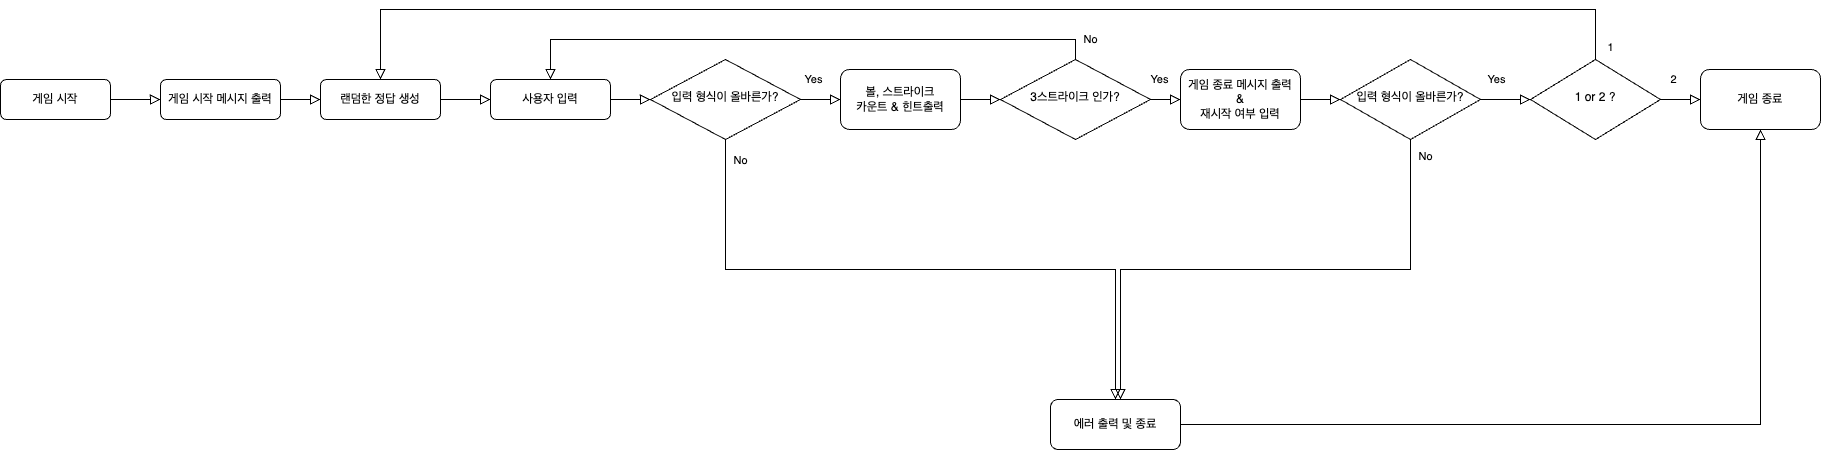 게임 시작
게임 시작 메시지 출력
랜덤한 정답 생성
사용자 입력
입력 형식이 올바른가?
Yes
No
볼, 스트라이크
카운트 & 힌트출력
3스트라이크 인가?
No
Yes
게임 종료 메시지 출력
&
재시작 여부 입력
입력 형식이 올바른가?
Yes
No
1 or 2 ?
1
2
게임 종료
에러 출력 및 종료